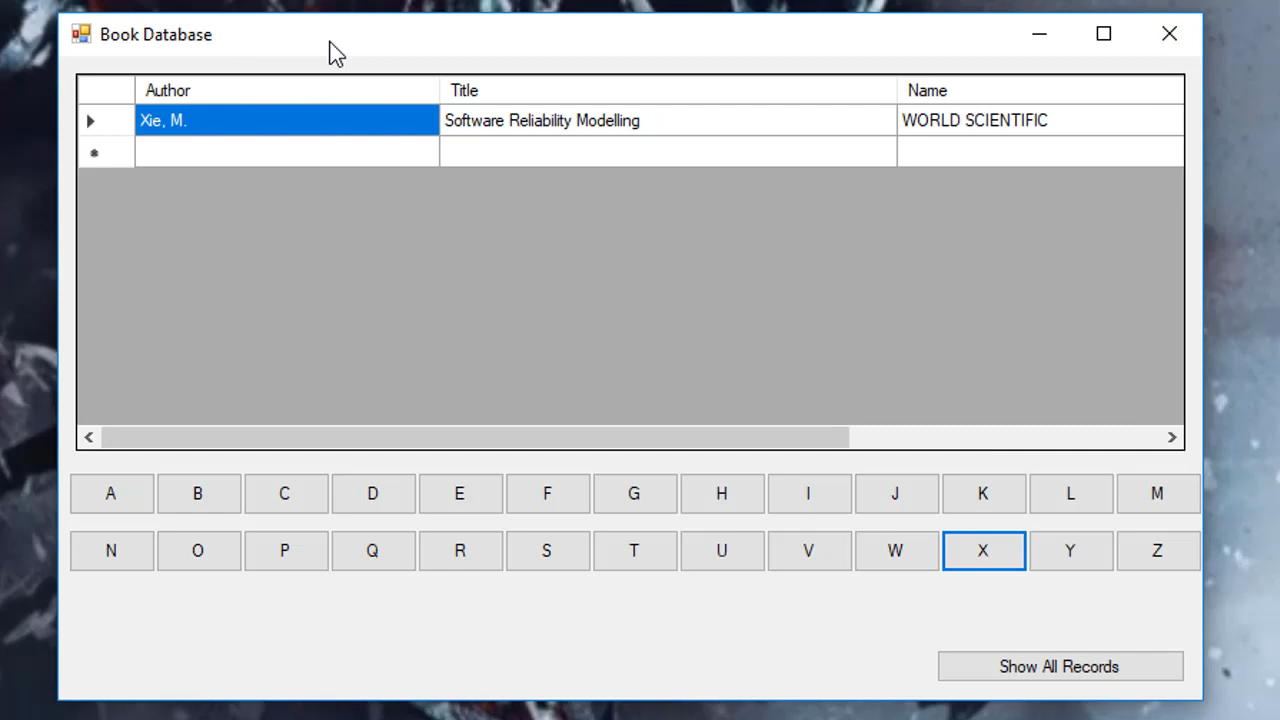 Book Database
Author Title Name
Xie, M. Software Reliability Modelling WORLD SCIENTIFIC
A B C D E F G H I J K L M
N O P Q R S T U V W X Y Z
Show All Records